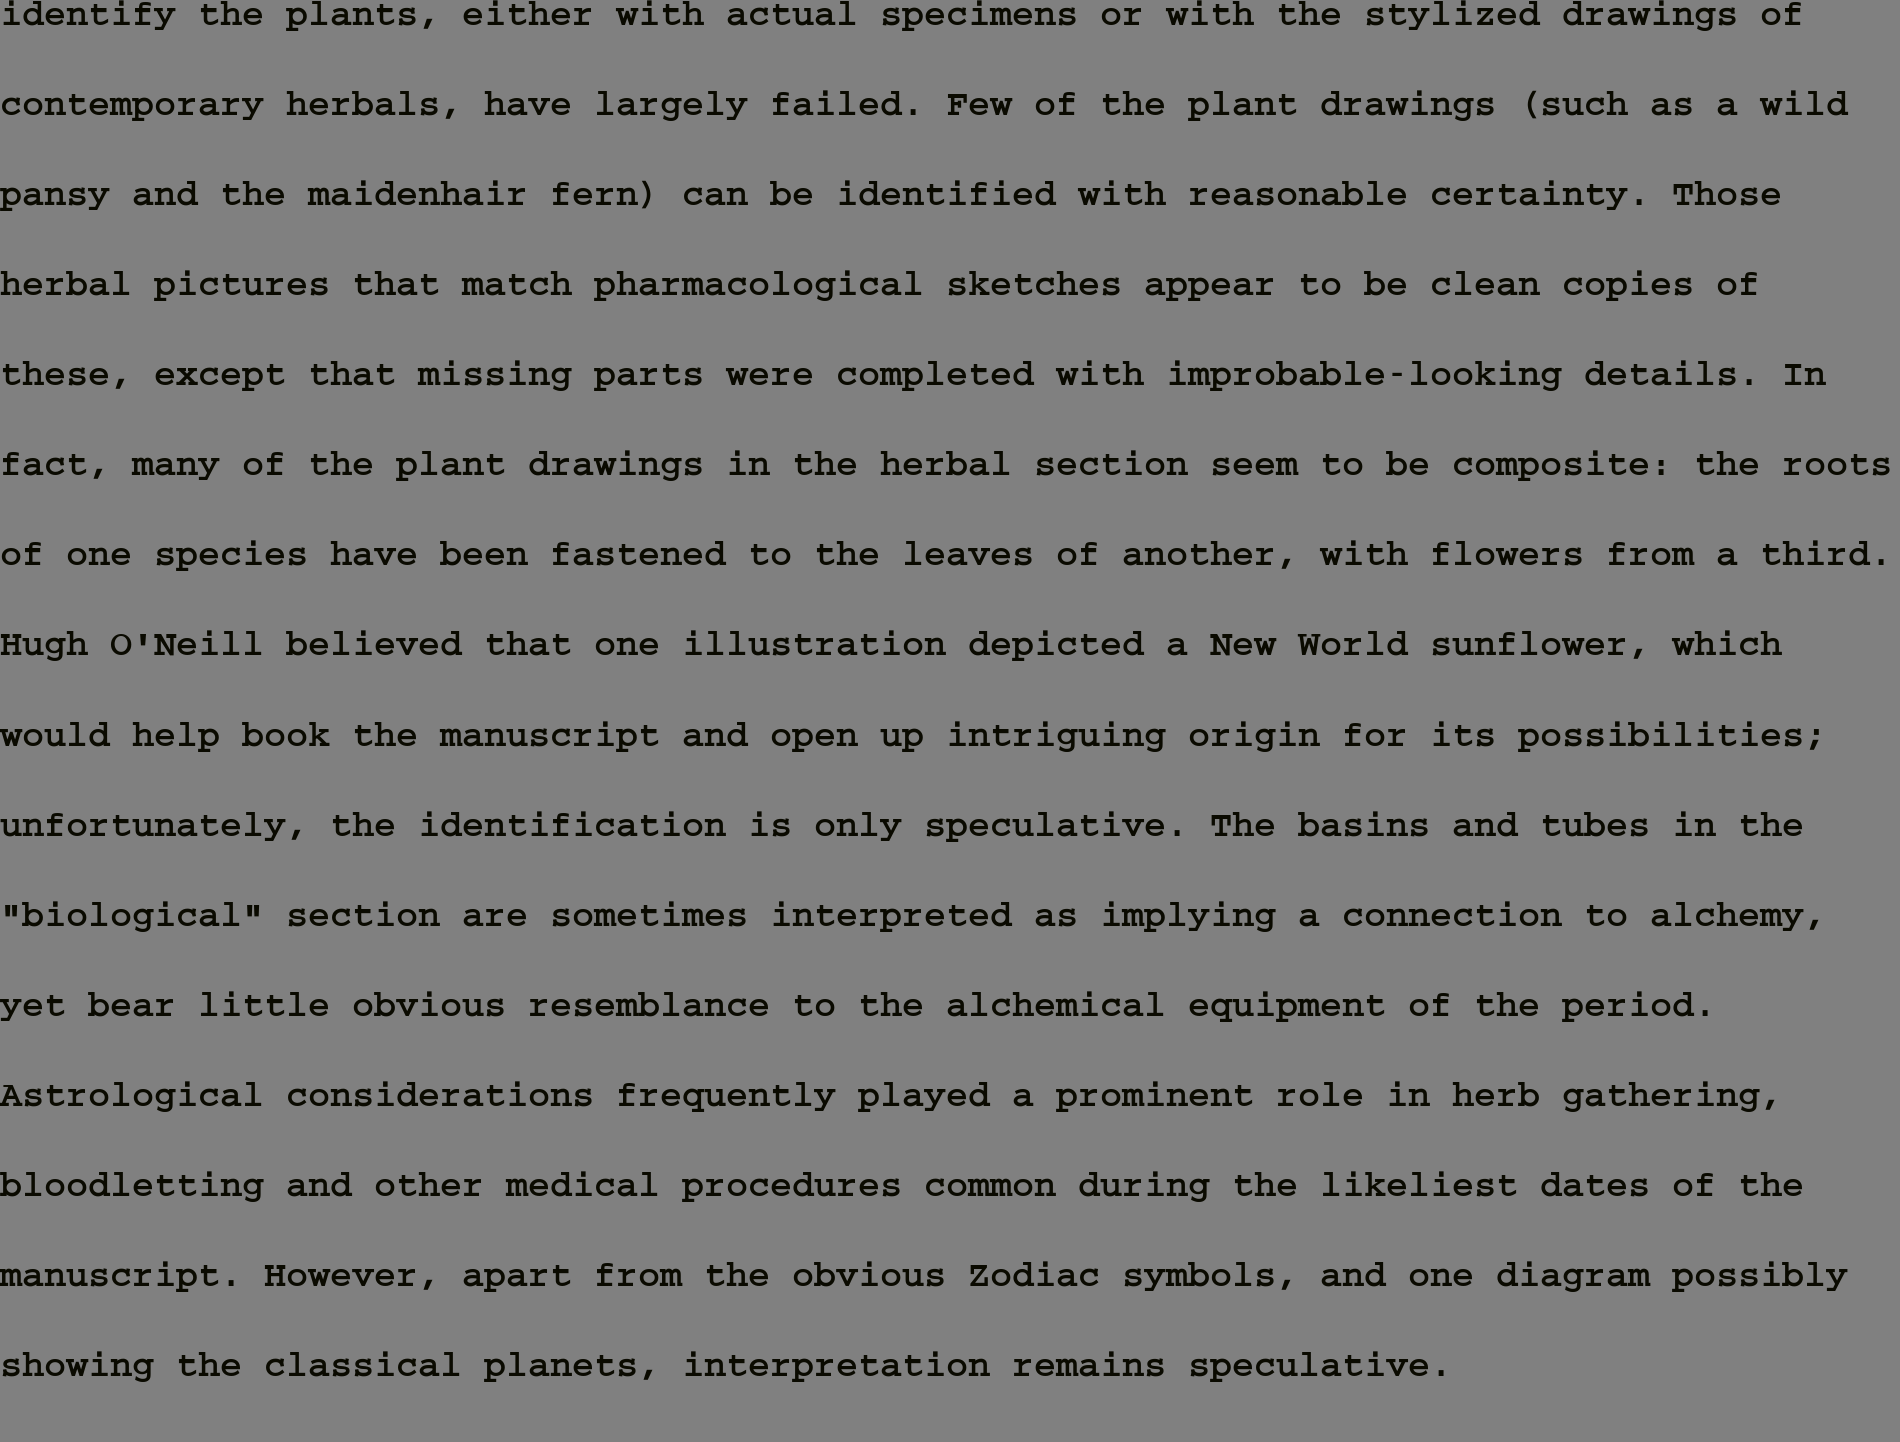 identify the plants, either with actual specimens or with the stylized drawings of
contemporary herbals, have largely failed. Few of the plant drawings (such as a wild
pansy and the maidenhair fern) can be identified with reasonable certainty. Those
herbal pictures that match pharmacological sketches appear to be clean copies of
these, except that missing parts were completed with improbable-looking details. In
fact, many of the plant drawings in the herbal section seem to be composite: the roots
of one species have been fastened to the leaves of another, with flowers from a third.
Hugh O'Neill believed that one illustration depicted a New World sunflower, which
would help book the manuscript and open up intriguing origin for its possibilities;
unfortunately, the identification is only speculative. The basins and tubes in the
"biological" section are sometimes interpreted as implying a connection to alchemy,
yet bear little obvious resemblance to the alchemical equipment of the period.
Astrological considerations frequently played a prominent role in herb gathering,
bloodletting and other medical procedures common during the likeliest dates of the
manuscript. However, apart from the obvious Zodiac symbols, and one diagram possibly
showing the classical planets, interpretation remains speculative.